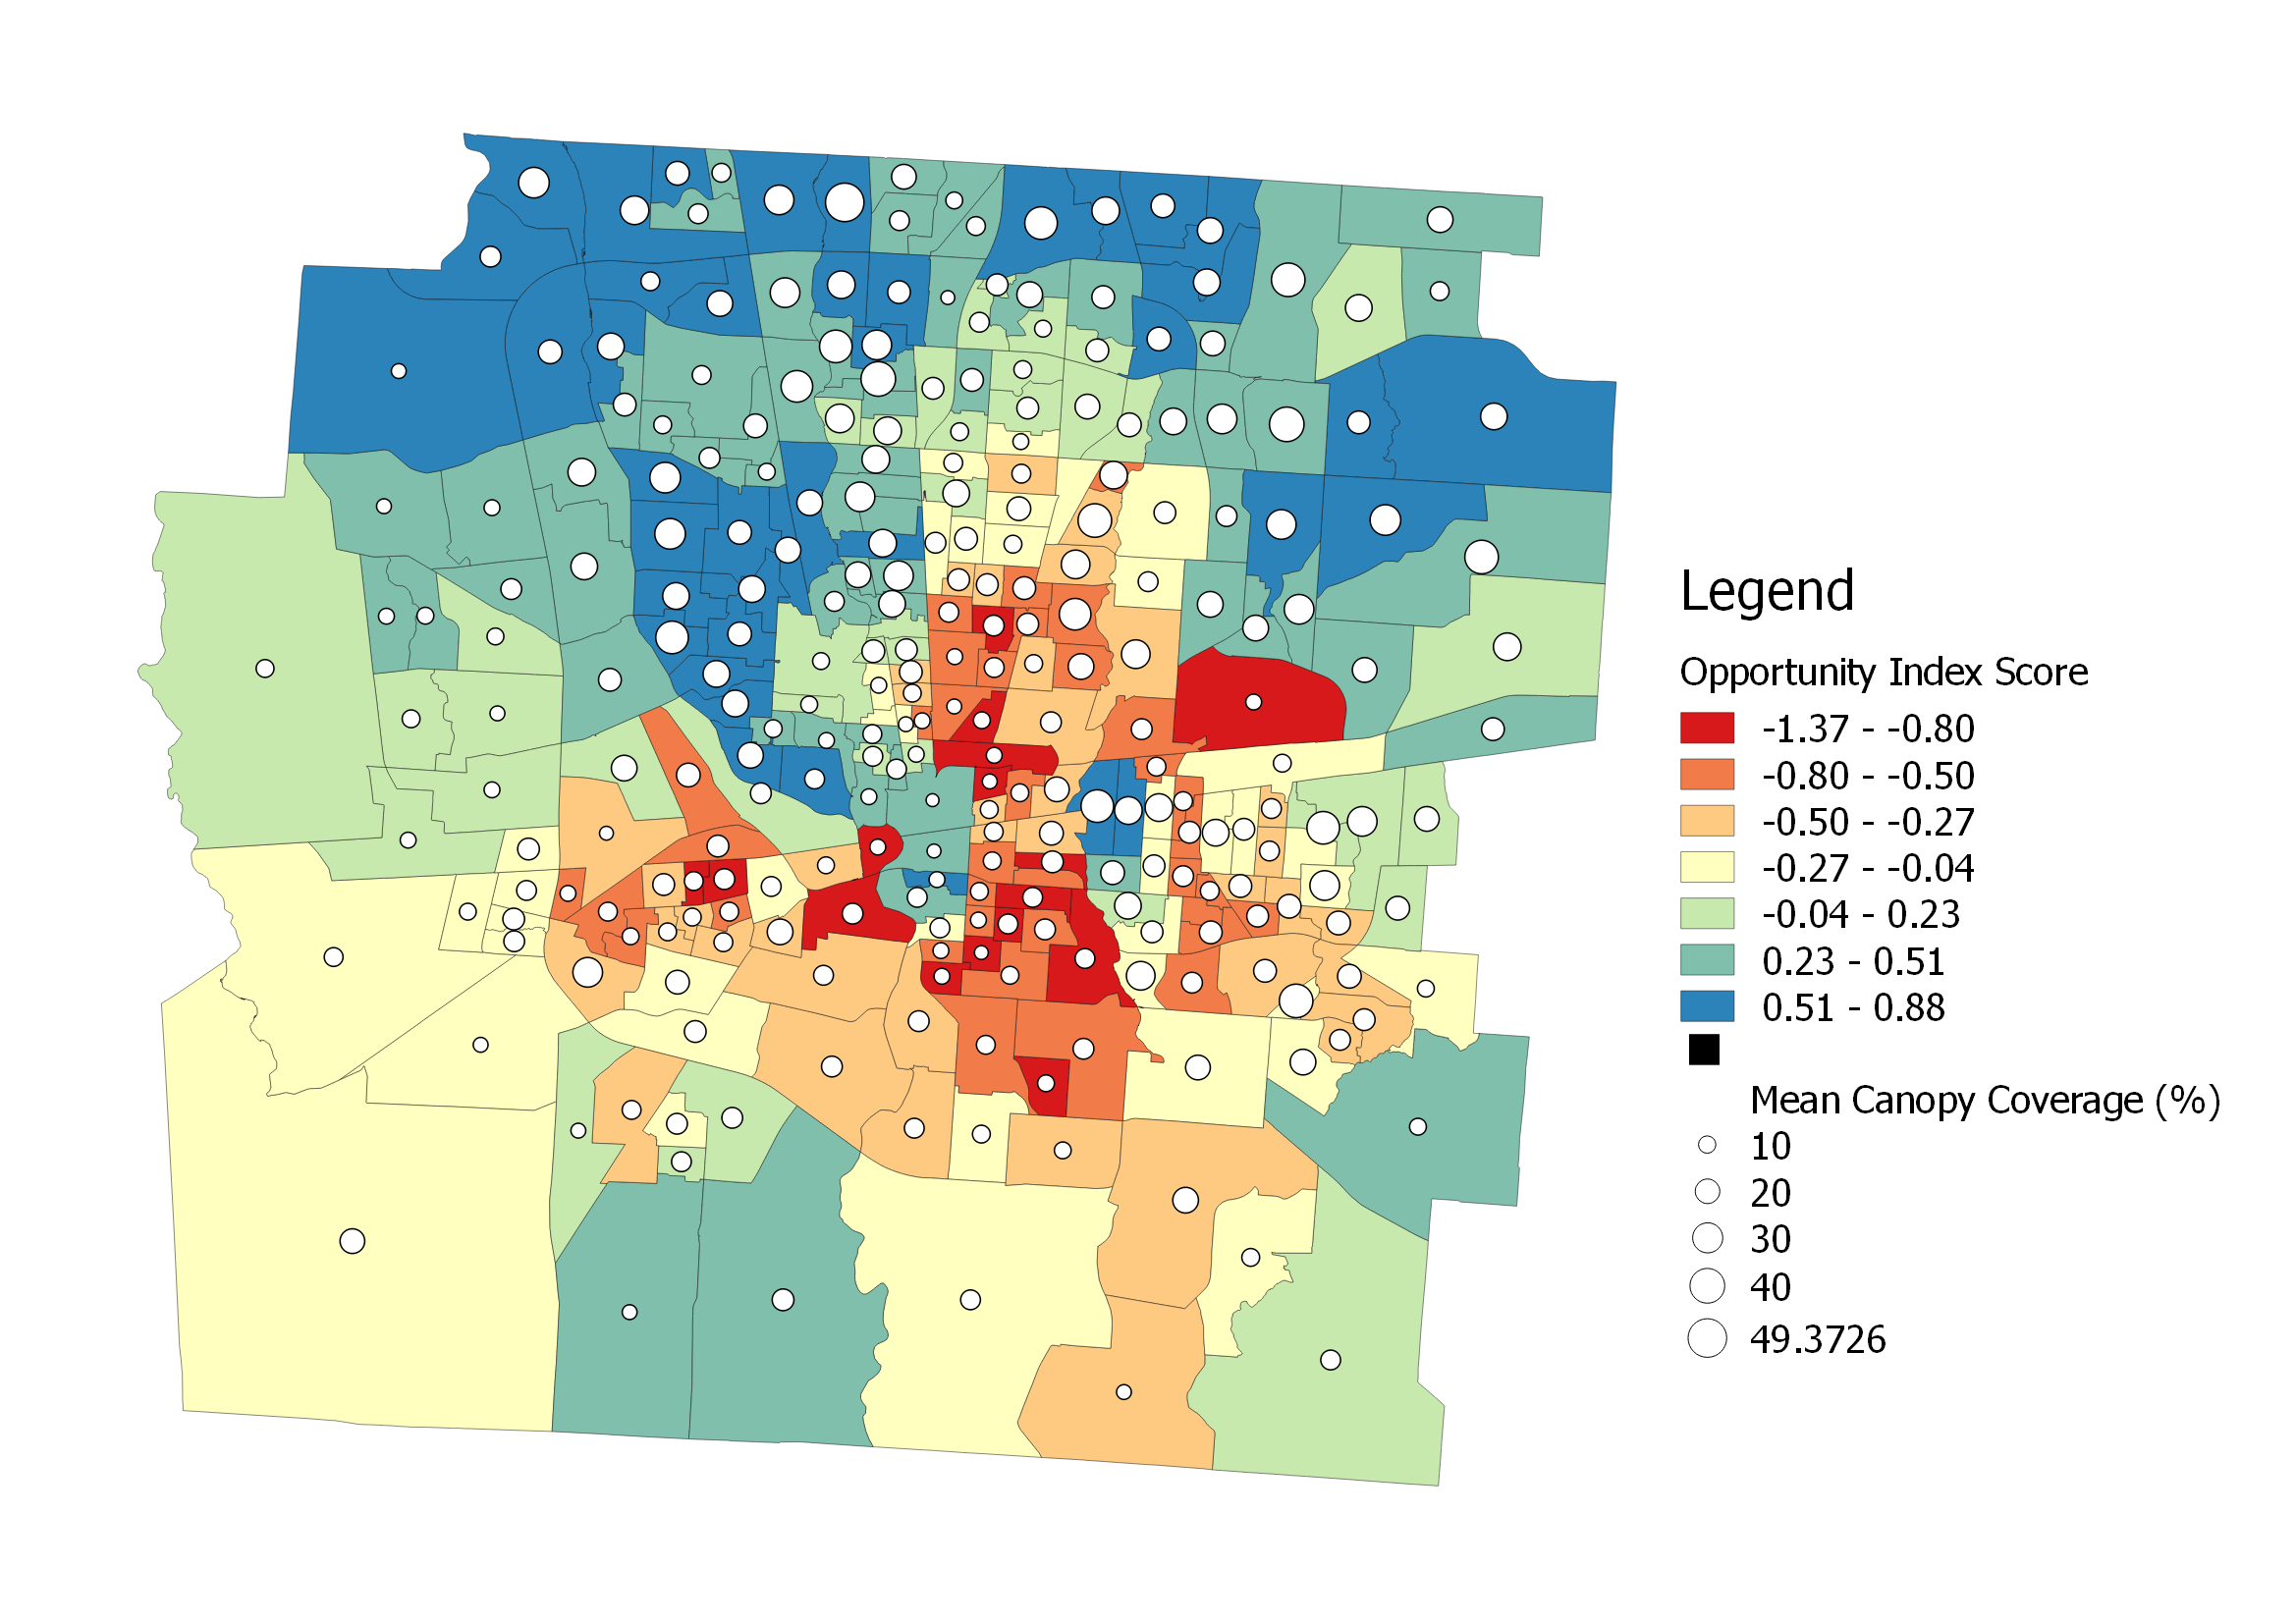 Legend
Opportunity Index Score
-1.37 - -0.80
-0.80 - -0.50
-0.50 - -0.27
-0.27 - -0.04
-0.04 - 0.23
0.23 - 0.51
0.51 - 0.88
Mean Canopy Coverage (%)
10
20
30
40
49.3726